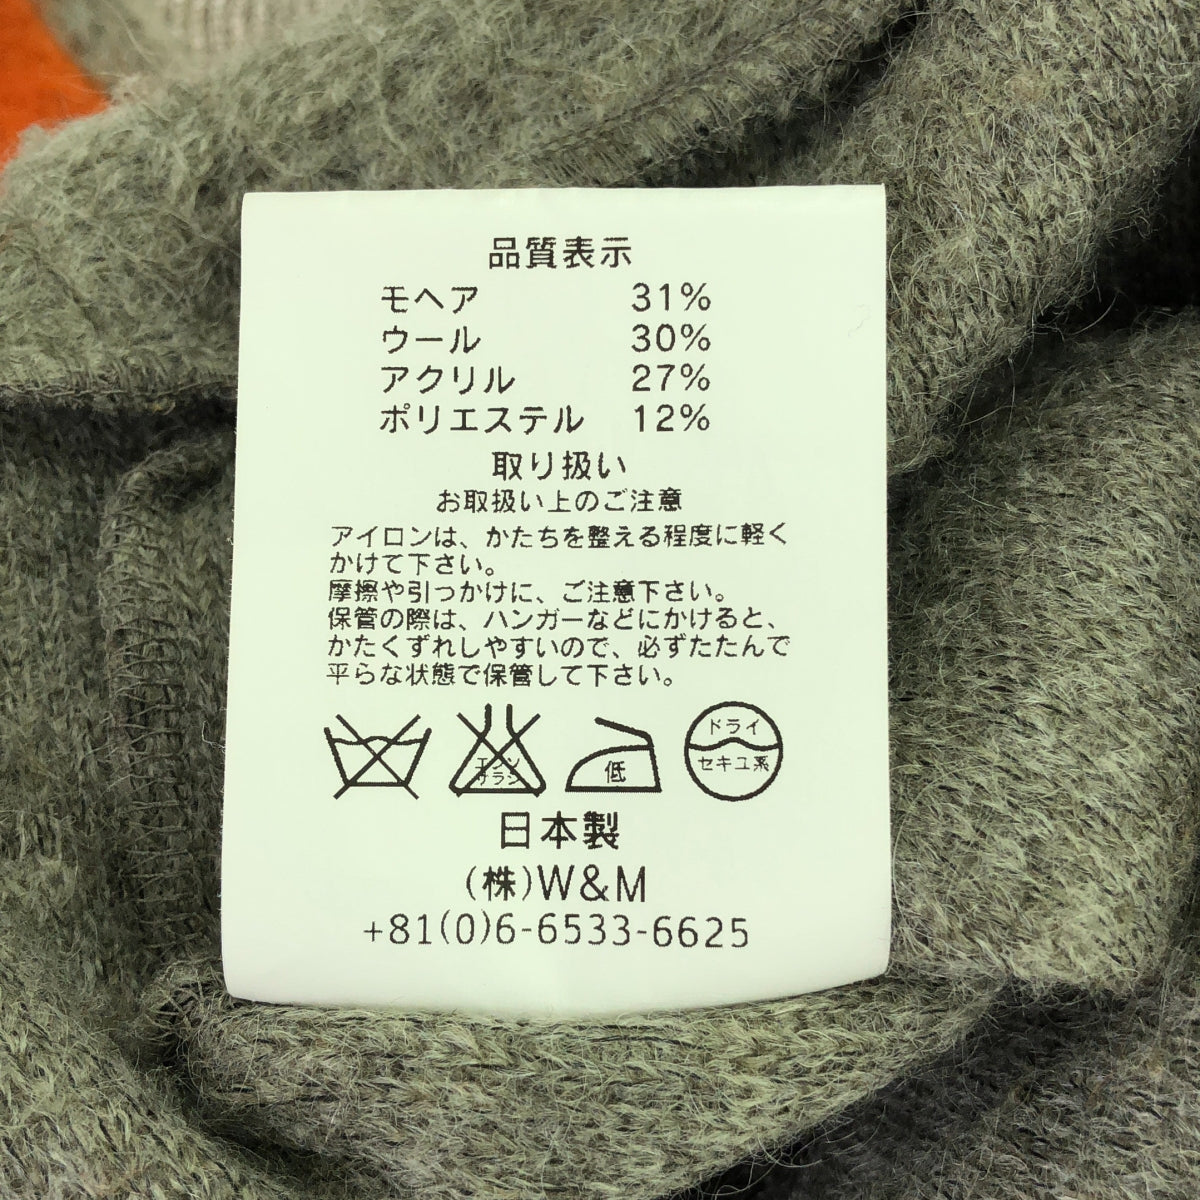 品質表示
モヘア 31%
ウール 30%
アクリル 27%
ポリエステル 12%
取り扱い
お取扱い上のご注意
アイロンは、かたちを整える程度に軽く
かけて下さい。
摩擦や引っかけに、ご注意下さい。
保管の際は、ハンガーなどにかけると、
かたくずれしやすいので、必ずたたんで
平らな状態で保管して下さい。
エンソ
サラシ
低
ドライ
セキユ系
日本製
(株)W&M
+81(0)6-6533-6625